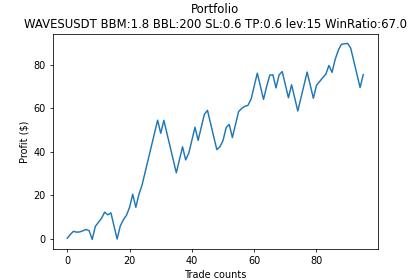 Portfolio
WAVESUSDT BBM:1.8 BBL:200 SL:0.6 TP:0.6 lev:15 WinRatio:67.0
80
60
40
20
0
Profit ($)
0 20 40 60 80
Trade counts